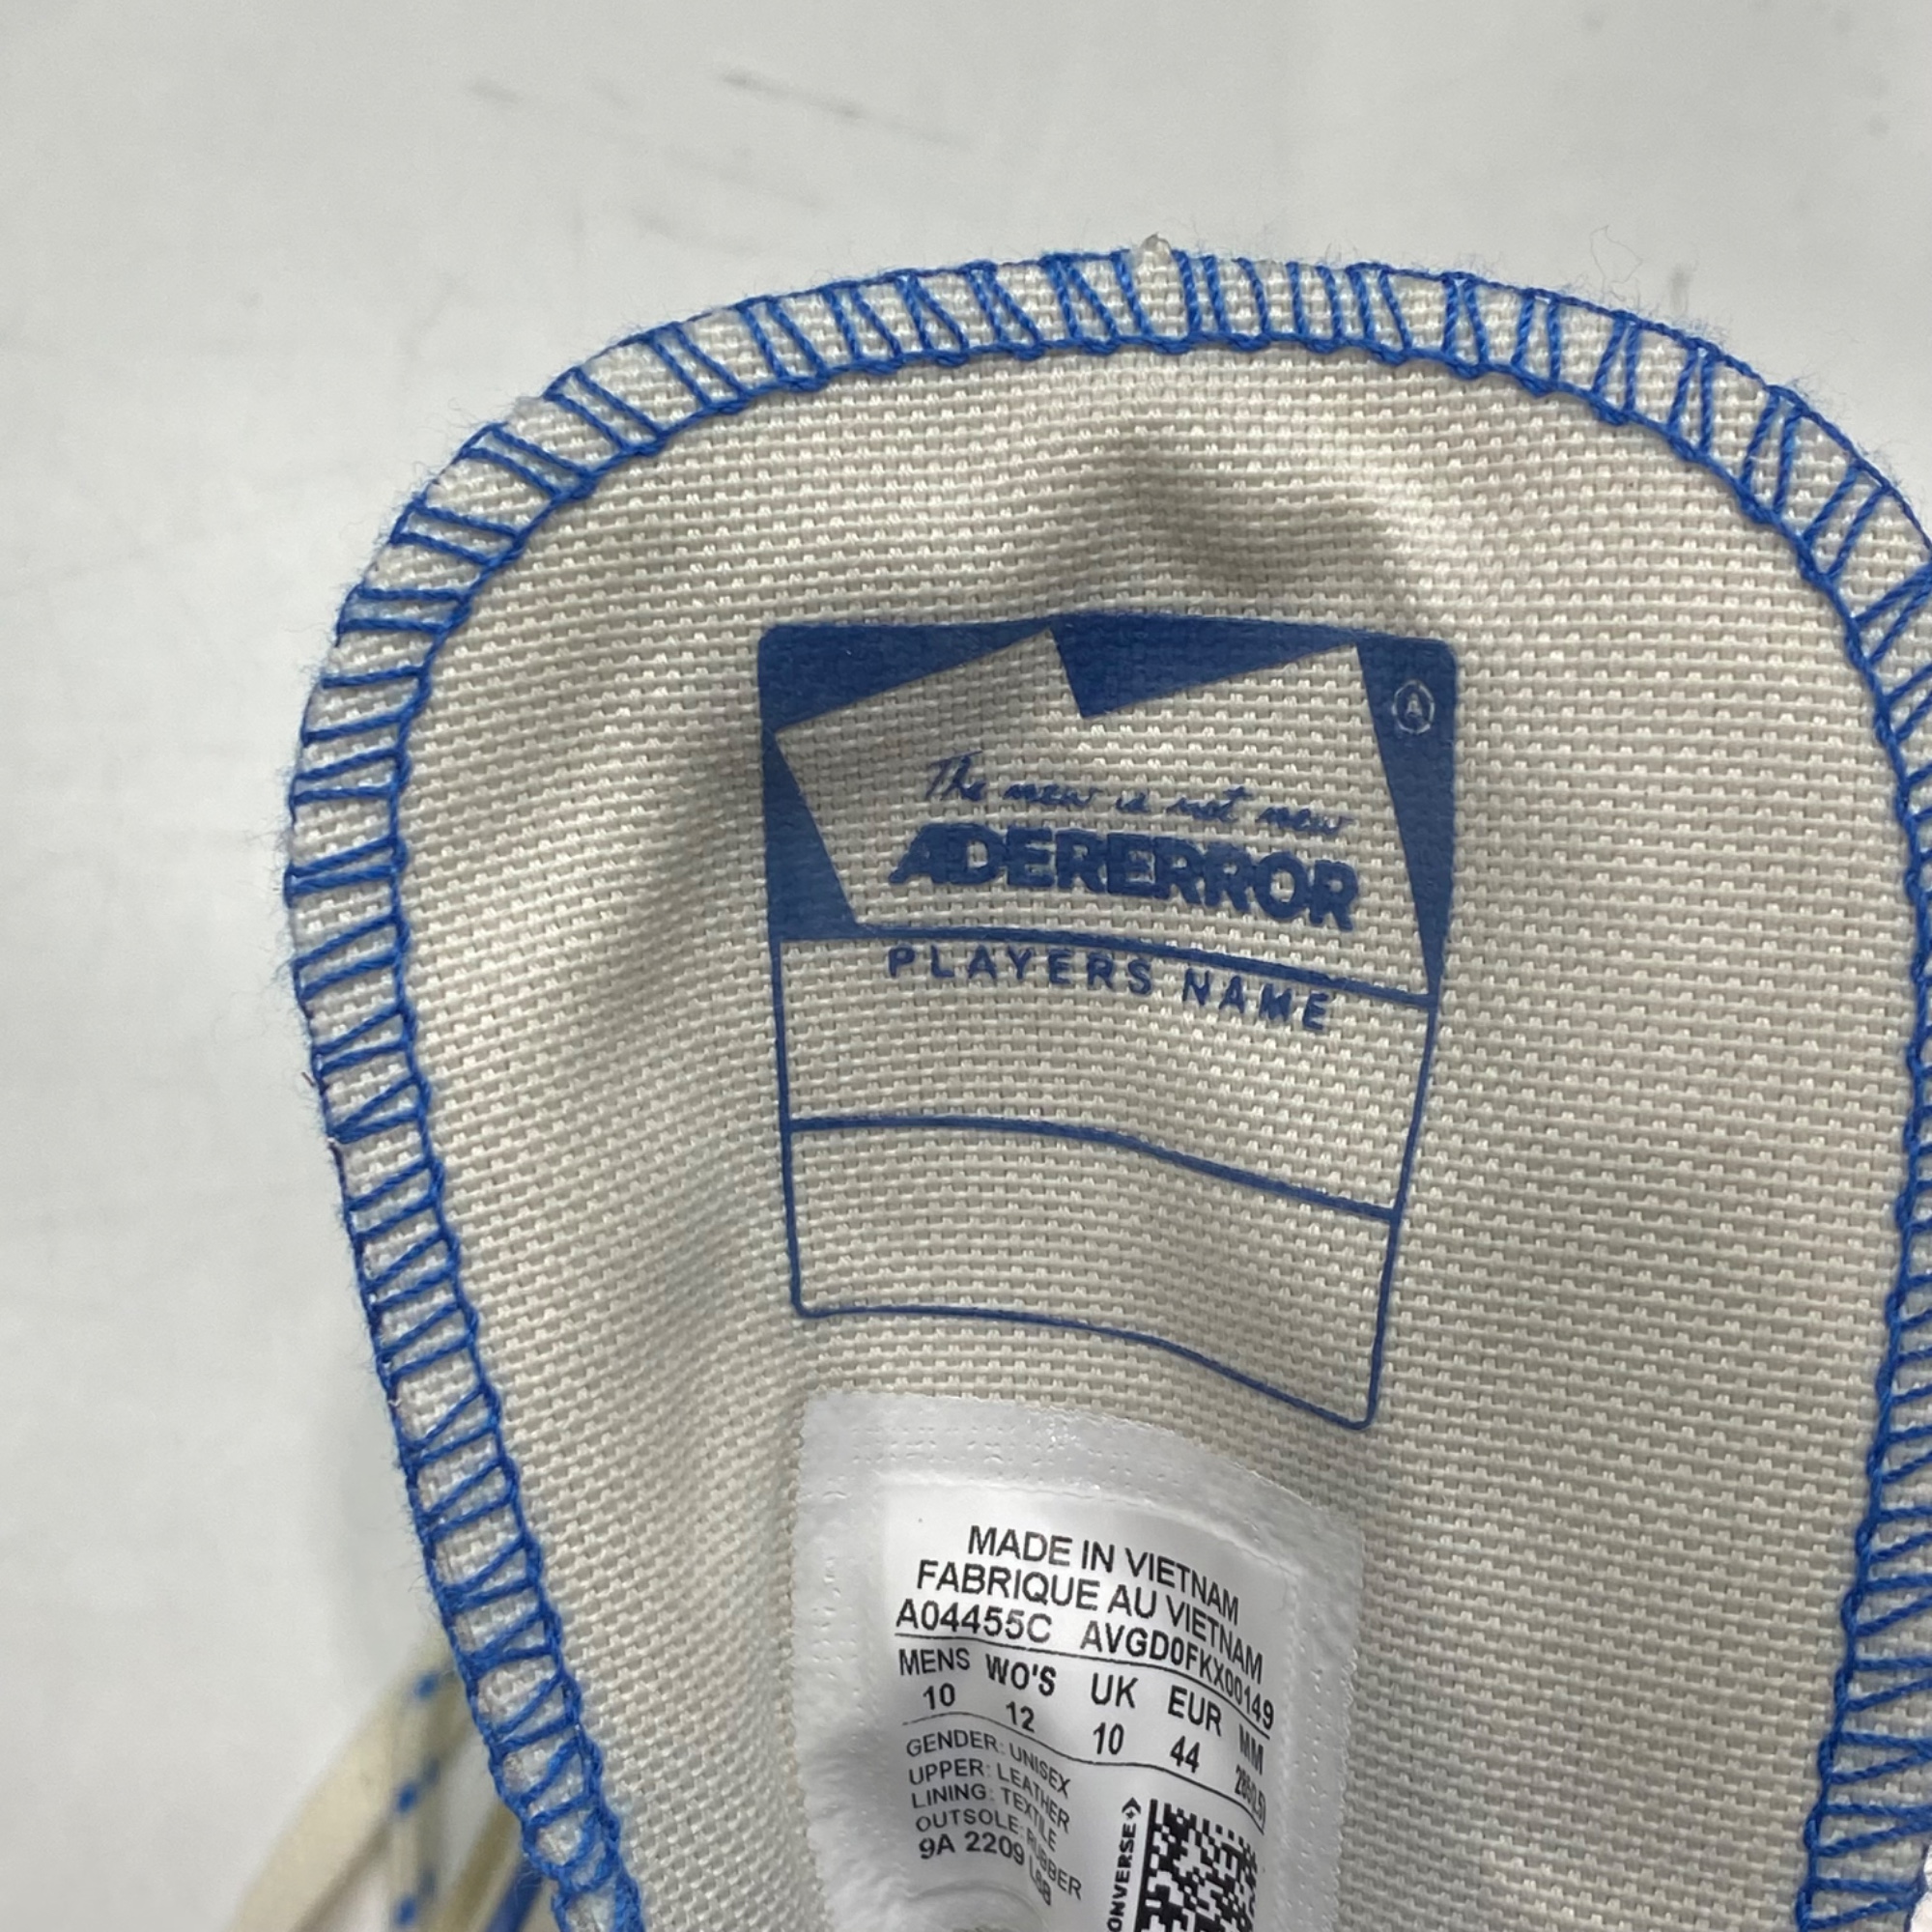 Ⓐ
The new is not new
ADERERROR
PLAYERS NAME
MADE IN VIETNAM
FABRIQUE AU VIETNAM
A04455C AVGD0FKX00149
MENS WO'S UK EUR MM
10 12 10 44
GENDER: UNISEX
UPPER: LEATHER
LINING: TEXTILE
OUTSOLE: RUBBER
9A 2209
CONVERSE